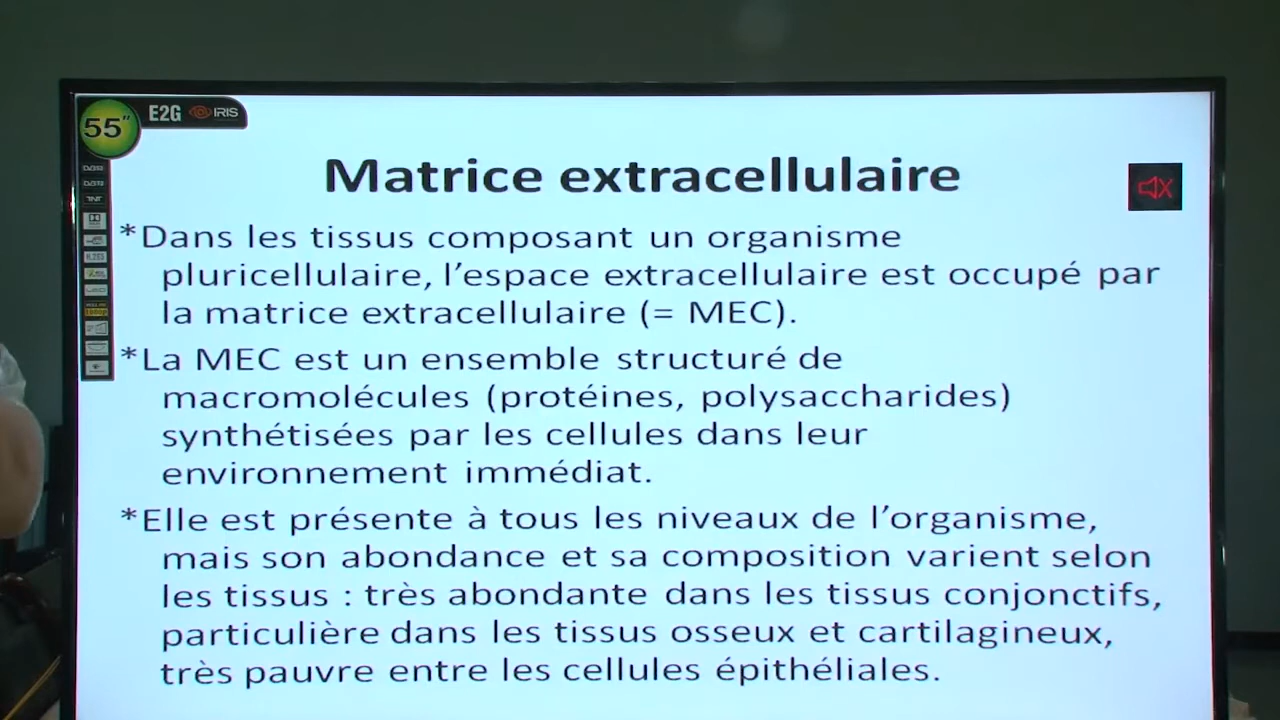 55"
E2G IRIS
Matrice extracellulaire
*Dans les tissus composant un organisme
pluricellulaire, l’espace extracellulaire est occupé par
la matrice extracellulaire (= MEC).
*La MEC est un ensemble structuré de
macromolécules (protéines, polysaccharides)
synthétisées par les cellules dans leur
environnement immédiat.
*Elle est présente à tous les niveaux de l’organisme,
mais son abondance et sa composition varient selon
les tissus : très abondante dans les tissus conjonctifs,
particulière dans les tissus osseux et cartilagineux,
très pauvre entre les cellules épithéliales.